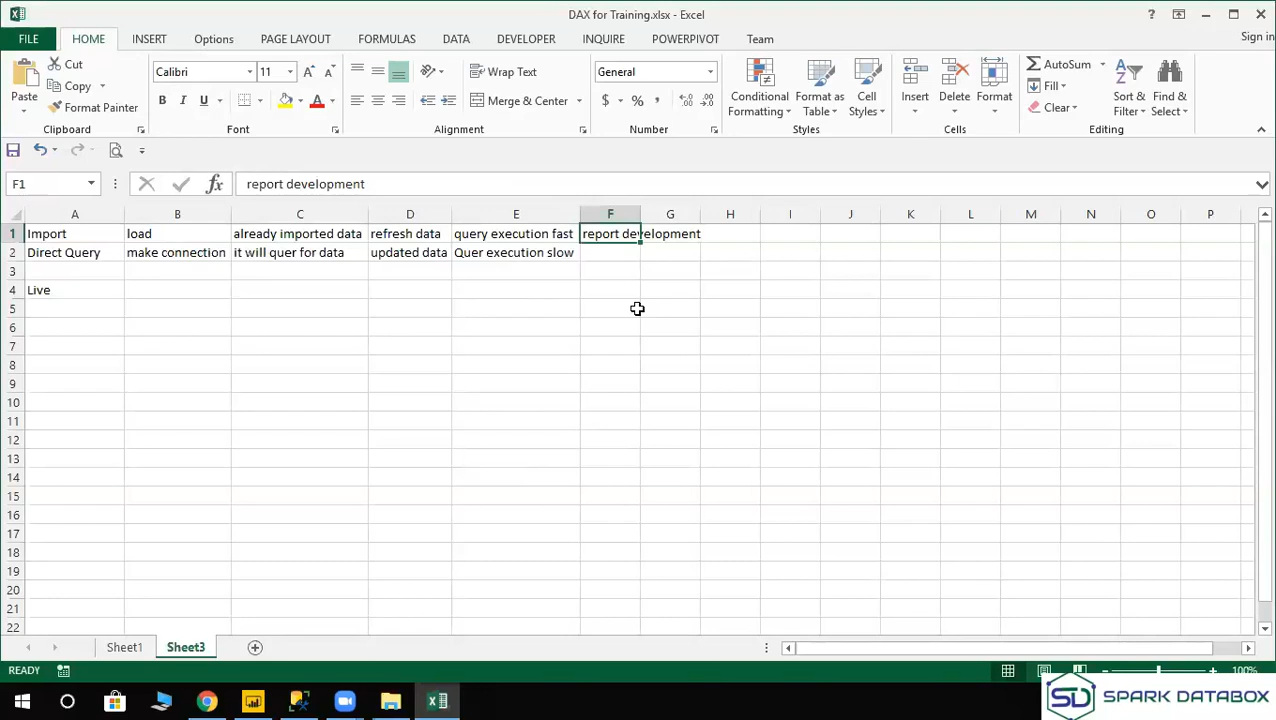 DAX for Training.xlsx - Excel
?
Sign in
FILE HOME INSERT Options PAGE LAYOUT FORMULAS DATA DEVELOPER INQUIRE POWERPIVOT Team
Paste
Cut
Copy
Format Painter
Clipboard
Calibri 11
B I U
Font
Wrap Text
Merge & Center
Alignment
General
$ % ,
Number
Conditional Formatting
Format as Table
Cell Styles
Styles
Insert Delete Format
Cells
AutoSum
Fill
Clear
Sort & Filter
Find & Select
Editing
F1 fx report development
A B C D E F G H I J K L M N O P
1 Import load already imported data refresh data query execution fast report development
2 Direct Query make connection it will quer for data updated data Quer execution slow
3
4 Live
5
6
7
8
9
10
11
12
13
14
15
16
17
18
19
20
21
22
Sheet1 Sheet3
READY 100%
SD SPARK DATABOX